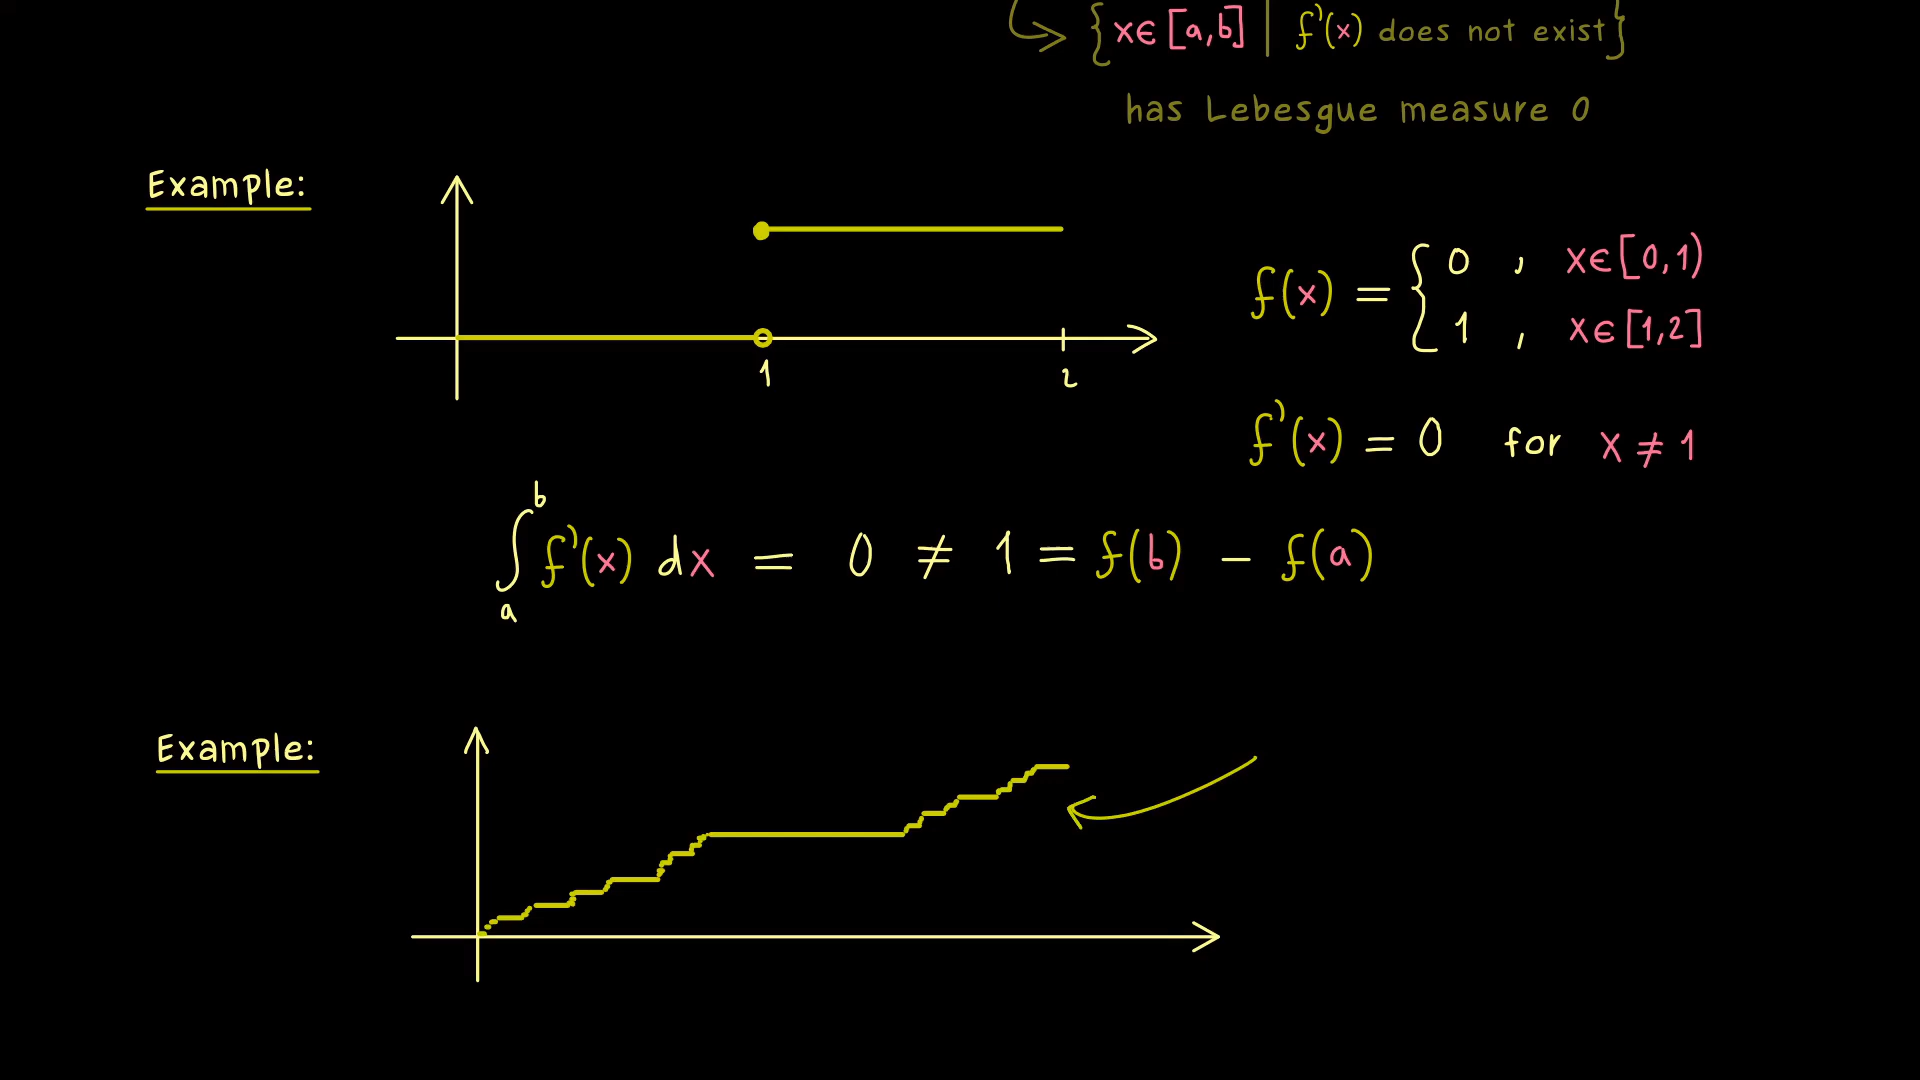 {x∈[a,b] | f'(x) does not exist}
has Lebesgue measure 0
Example:
f(x) = { 0 , x∈[0,1)
1 , x∈[1,2]
1 2
f'(x) = 0 for x ≠ 1
∫_a^b f'(x) dx = 0 ≠ 1 = f(b) − f(a)
Example: